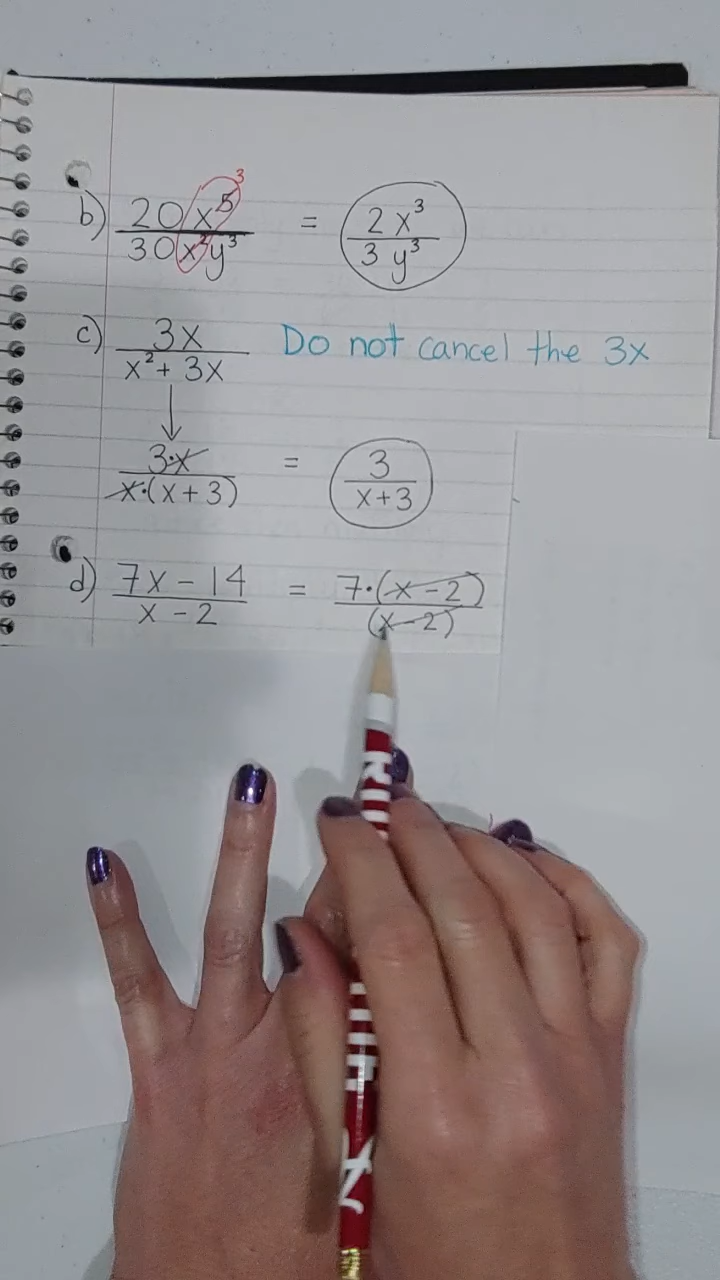 b) 20x⁵ / 30x²y³ = 2x³ / 3y³
3
c) 3x / x² + 3x Do not cancel the 3x
3·x / x·(x + 3) = 3 / x+3
d) 7x − 14 / x − 2 = 7·(x − 2) / (x − 2)